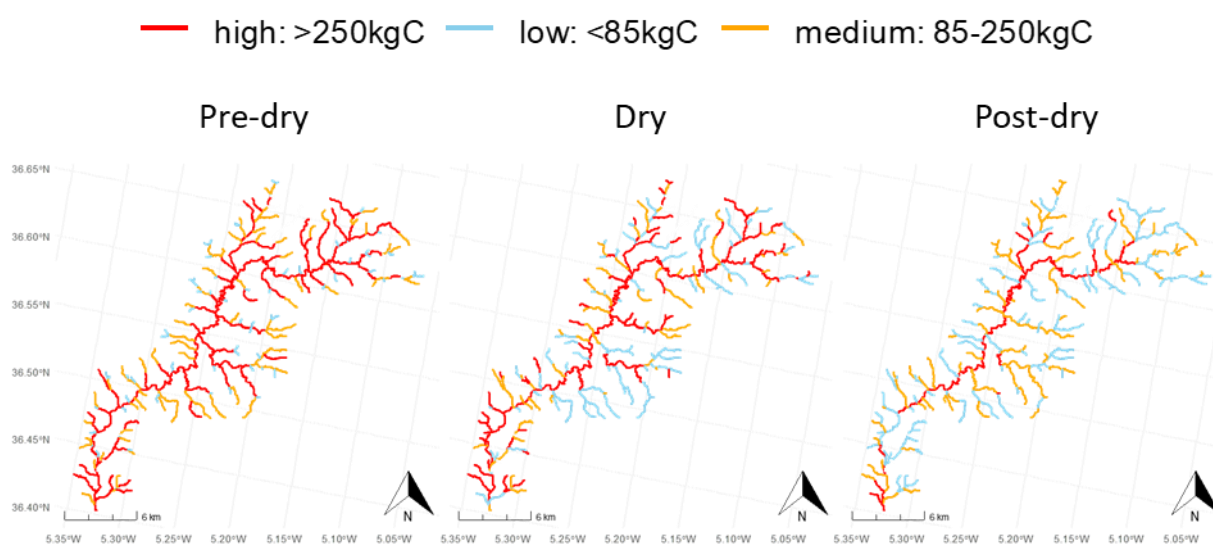 high: >250kgC low: <85kgC medium: 85-250kgC
Pre-dry Dry Post-dry
36.65°N
36.60°N
36.55°N
36.50°N
36.45°N
36.40°N
N N N
6 km 6 km 6 km
5.35°W 5.30°W 5.25°W 5.20°W 5.15°W 5.10°W 5.05°W 5.35°W 5.30°W 5.25°W 5.20°W 5.15°W 5.10°W 5.05°W 5.35°W 5.30°W 5.25°W 5.20°W 5.15°W 5.10°W 5.05°W